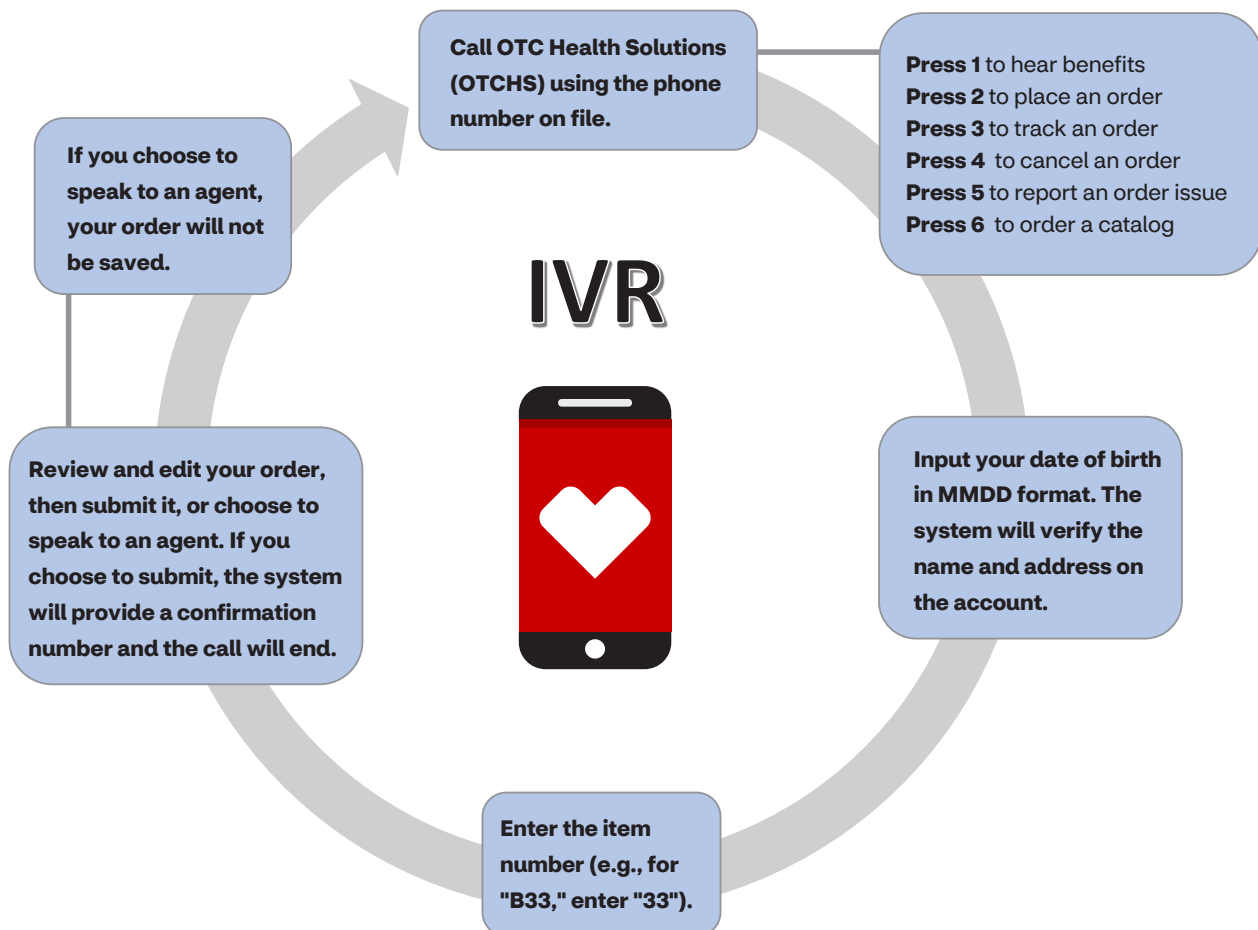 Call OTC Health Solutions
(OTCHS) using the phone
number on file.
Press 1 to hear benefits
Press 2 to place an order
Press 3 to track an order
Press 4 to cancel an order
Press 5 to report an order issue
Press 6 to order a catalog
If you choose to
speak to an agent,
your order will not
be saved.
IVR
Review and edit your order,
then submit it, or choose to
speak to an agent. If you
choose to submit, the system
will provide a confirmation
number and the call will end.
Input your date of birth
in MMDD format. The
system will verify the
name and address on
the account.
Enter the item
number (e.g., for
"B33," enter "33").